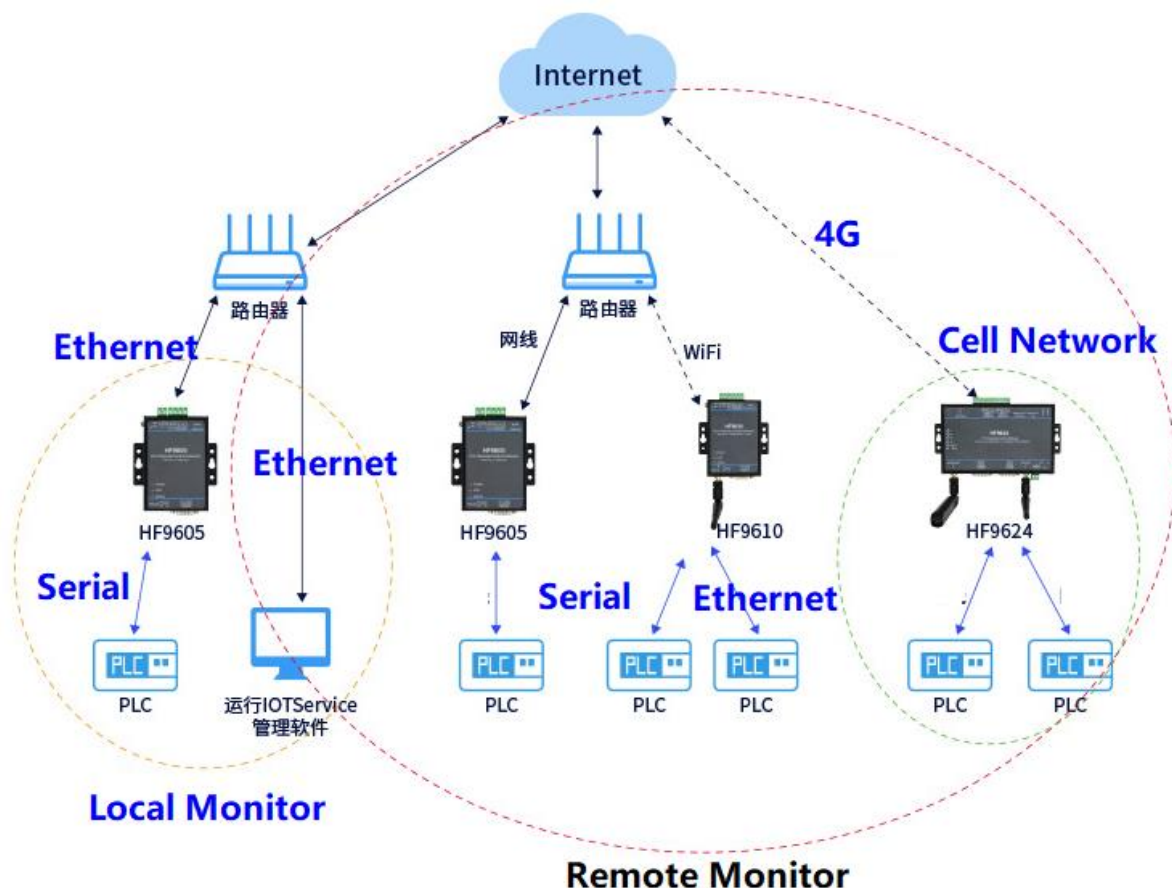 Internet
4G
路由器
路由器
Ethernet
网线
WiFi
Cell Network
Ethernet
HF9605
HF9605
HF9610
HF9624
Serial
Serial
Ethernet
PLC
PLC
PLC
PLC
PLC
PLC
PLC
PLC
PLC
PLC
PLC
PLC
运行IOTService
管理软件
Local Monitor
Remote Monitor